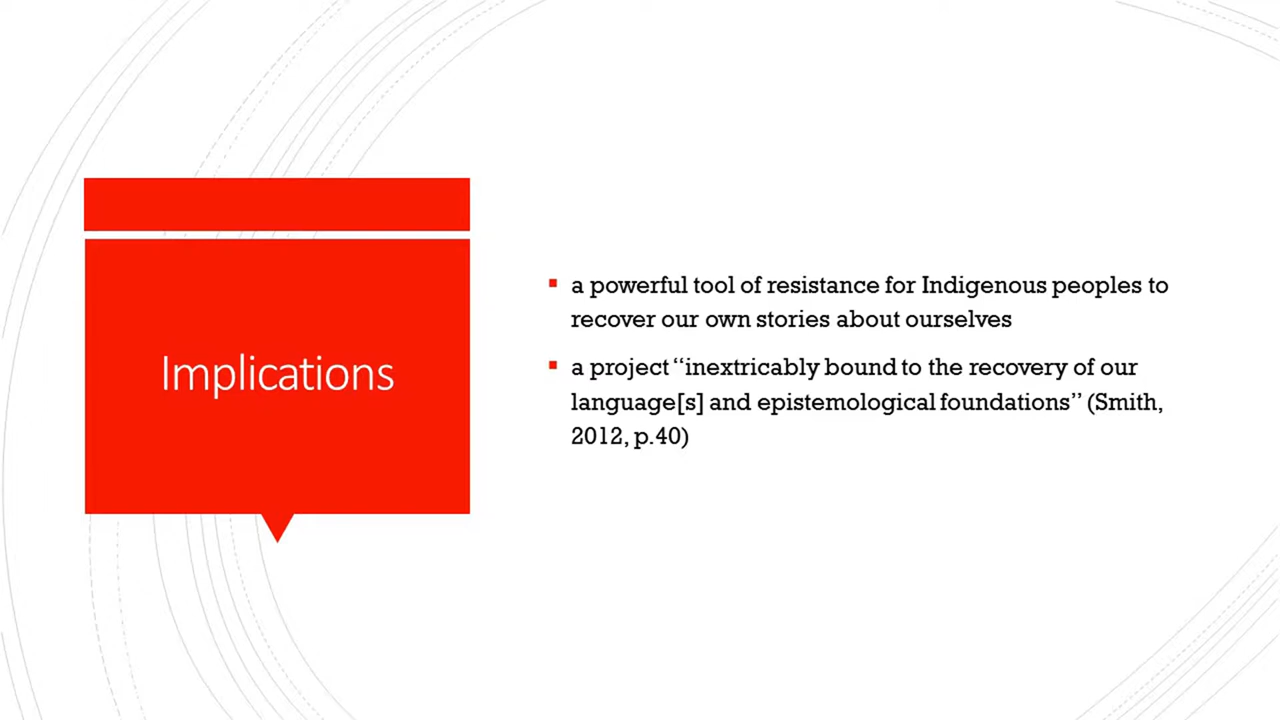 Implications
a powerful tool of resistance for Indigenous peoples to
recover our own stories about ourselves
a project “inextricably bound to the recovery of our
language[s] and epistemological foundations” (Smith,
2012, p.40)